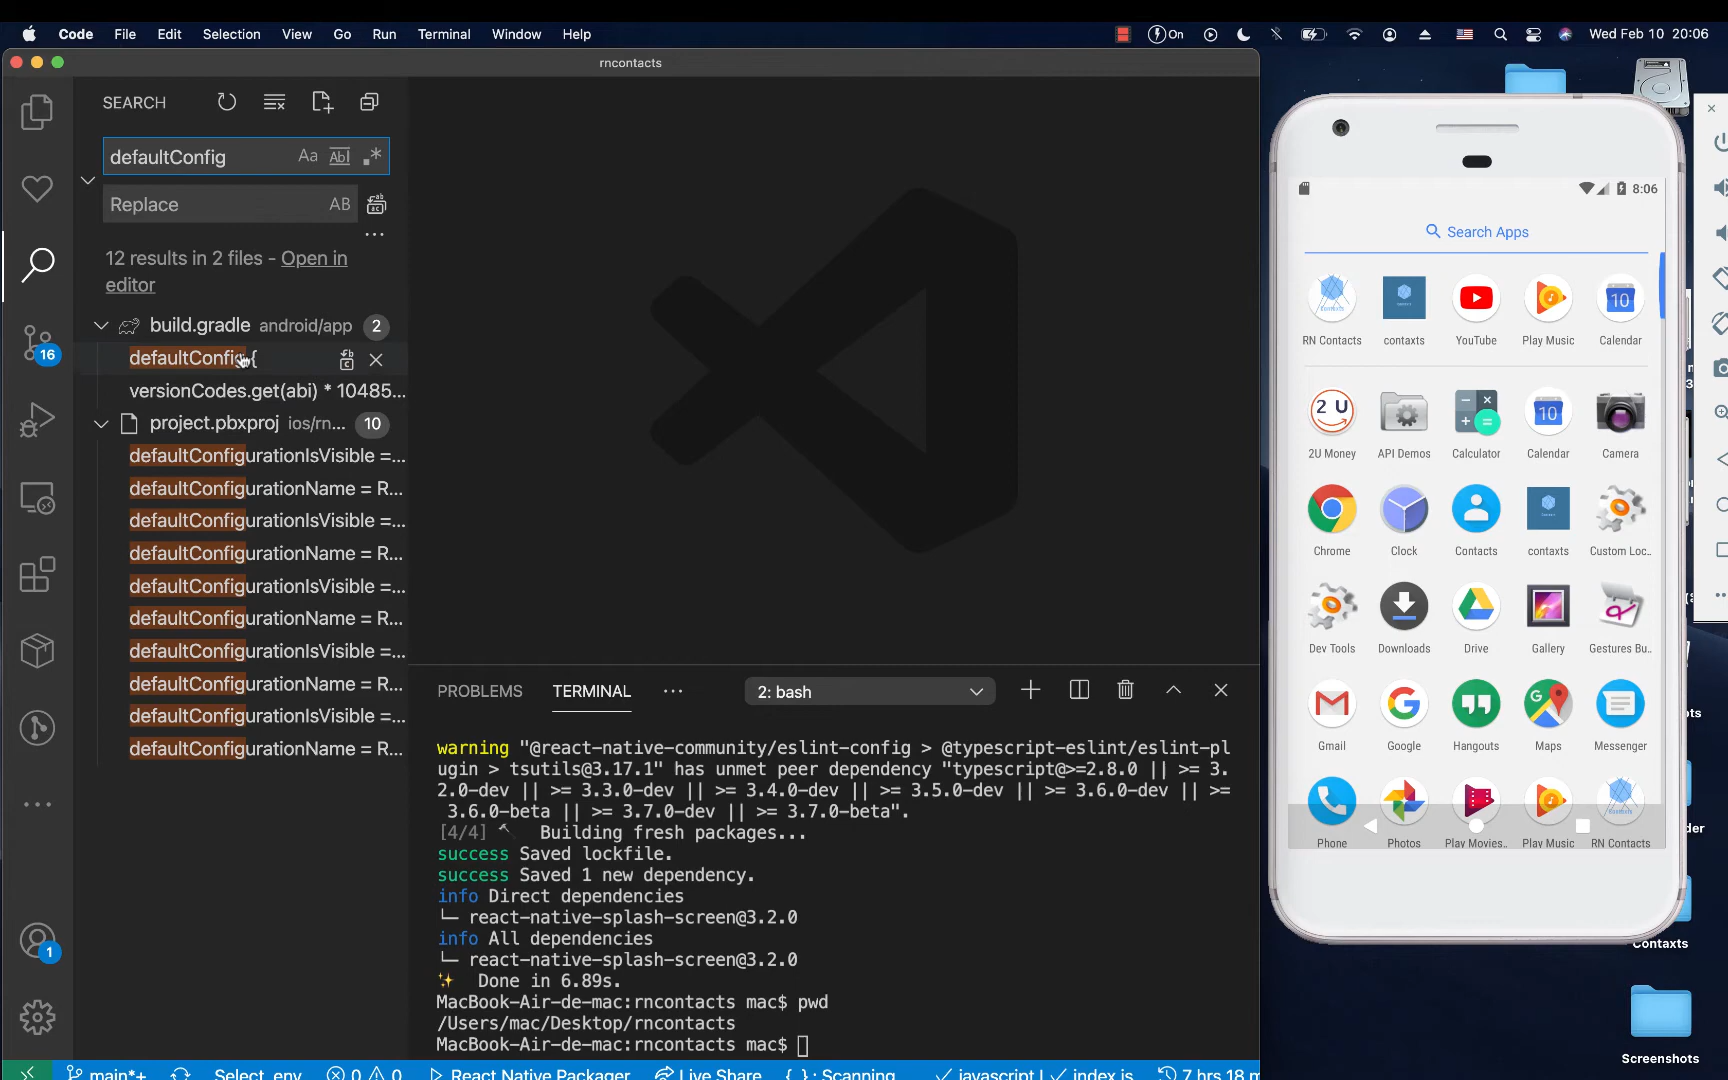 Code File Edit Selection View Go Run Terminal Window Help On Wed Feb 10 20:06
rncontacts
SEARCH
defaultConfig Aa Abl
Replace AB
12 results in 2 files - Open in
editor
build.gradle android/app 2
defaultConfig {
versionCodes.get(abi) * 10485...
project.pbxproj ios/rn... 10
defaultConfigurationIsVisible =...
defaultConfigurationName = R...
defaultConfigurationIsVisible =...
defaultConfigurationName = R...
defaultConfigurationIsVisible =...
defaultConfigurationName = R...
defaultConfigurationIsVisible =...
defaultConfigurationName = R...
defaultConfigurationIsVisible =...
defaultConfigurationName = R...
16
1
PROBLEMS TERMINAL ... 2: bash
warning "@react-native-community/eslint-config > @typescript-eslint/eslint-pl
ugin > tsutils@3.17.1" has unmet peer dependency "typescript@>=2.8.0 || >= 3.
2.0-dev || >= 3.3.0-dev || >= 3.4.0-dev || >= 3.5.0-dev || >= 3.6.0-dev || >=
3.6.0-beta || >= 3.7.0-dev || >= 3.7.0-beta".
[4/4] Building fresh packages...
success Saved lockfile.
success Saved 1 new dependency.
info Direct dependencies
└─ react-native-splash-screen@3.2.0
info All dependencies
└─ react-native-splash-screen@3.2.0
✨ Done in 6.89s.
MacBook-Air-de-mac:rncontacts mac$ pwd
/Users/mac/Desktop/rncontacts
MacBook-Air-de-mac:rncontacts mac$
main*+ Select env 0 0 React Native Packager Live Share { }: Scanning.. javascript | index.js 7 hrs 18 m
8:06
Search Apps
RN Contacts contaxts YouTube Play Music Calendar
2U Money API Demos Calculator Calendar Camera
Chrome Clock Contacts contaxts Custom Loc..
Dev Tools Downloads Drive Gallery Gestures Bu..
Gmail Google Hangouts Maps Messenger
Phone Photos Play Movies.. Play Music RN Contacts
Contaxts
Screenshots